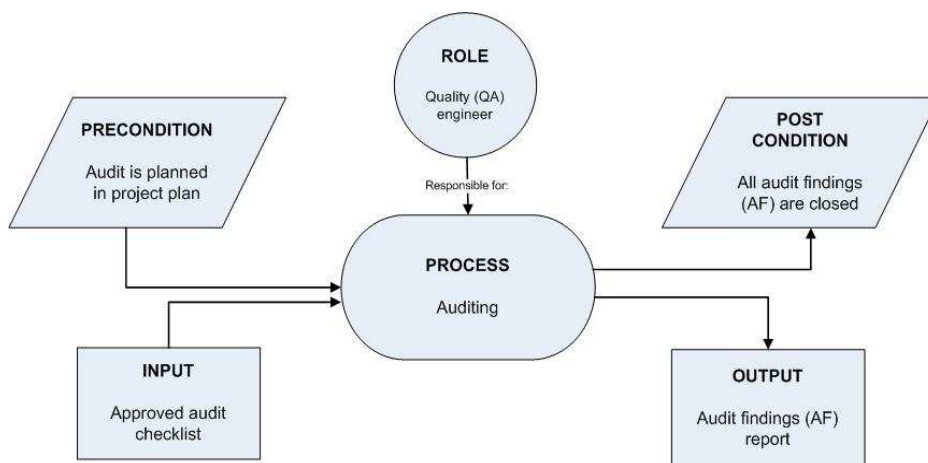 ROLE
Quality (QA)
engineer
PRECONDITION
Audit is planned
in project plan
POST
CONDITION
All audit findings
(AF) are closed
Responsible for:
PROCESS
Auditing
INPUT
Approved audit
checklist
OUTPUT
Audit findings (AF)
report